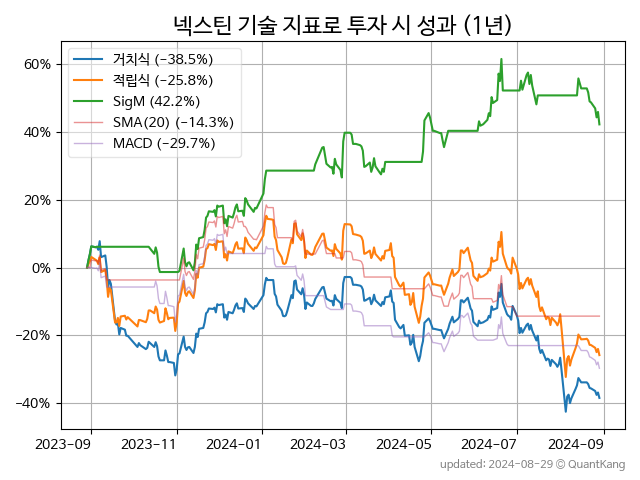 넥스틴 기술 지표로 투자 시 성과 (1년)
거치식 (−38.5%)
적립식 (−25.8%)
SigM (42.2%)
SMA(20) (−14.3%)
MACD (−29.7%)
60%
40%
20%
0%
−20%
−40%
2023-09 2023-11 2024-01 2024-03 2024-05 2024-07 2024-09
updated: 2024-08-29 © QuantKang